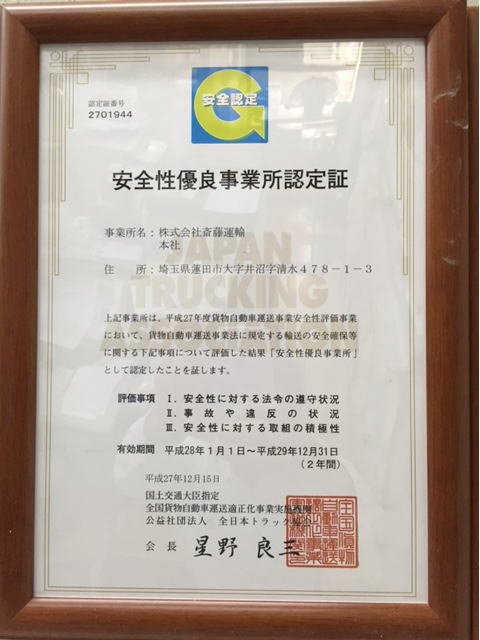 安全認定
認定証番号
2701944
安全性優良事業所認定証
事業所名：株式会社斎藤運輸
本社
住　所：埼玉県蓮田市大字井沼字清水４７８－１－３
JAPAN
TRUCKING
上記事業所は、平成27年度貨物自動車運送事業安全性評価事業
において、貨物自動車運送事業法に規定する輸送の安全確保等
に関する下記事項について評価した結果「安全性優良事業所」
として認定したことを証します。
評価事項　Ⅰ．安全性に対する法令の遵守状況
Ⅱ．事故や違反の状況
Ⅲ．安全性に対する取組の積極性
有効期間　平成28年１月１日～平成29年12月31日
（２年間）
平成27年12月15日
国土交通大臣指定
全国貨物自動車運送適正化事業実施機関
公益社団法人　全日本トラック協会
会長　星野良三